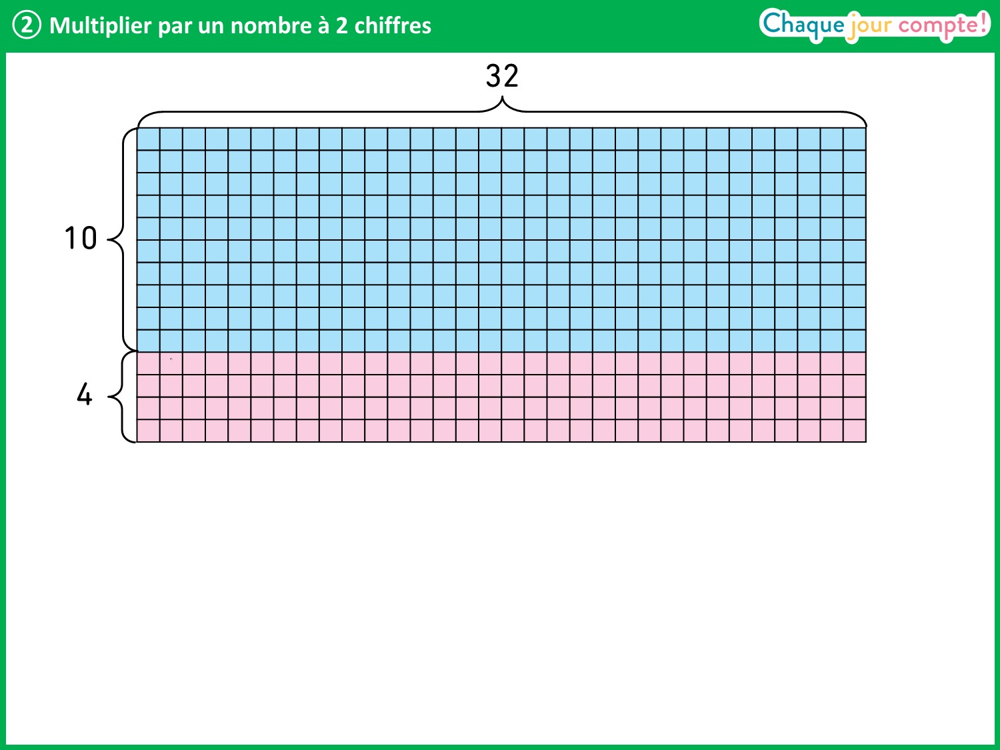 ② Multiplier par un nombre à 2 chiffres
Chaque jour compte!
32
10
4